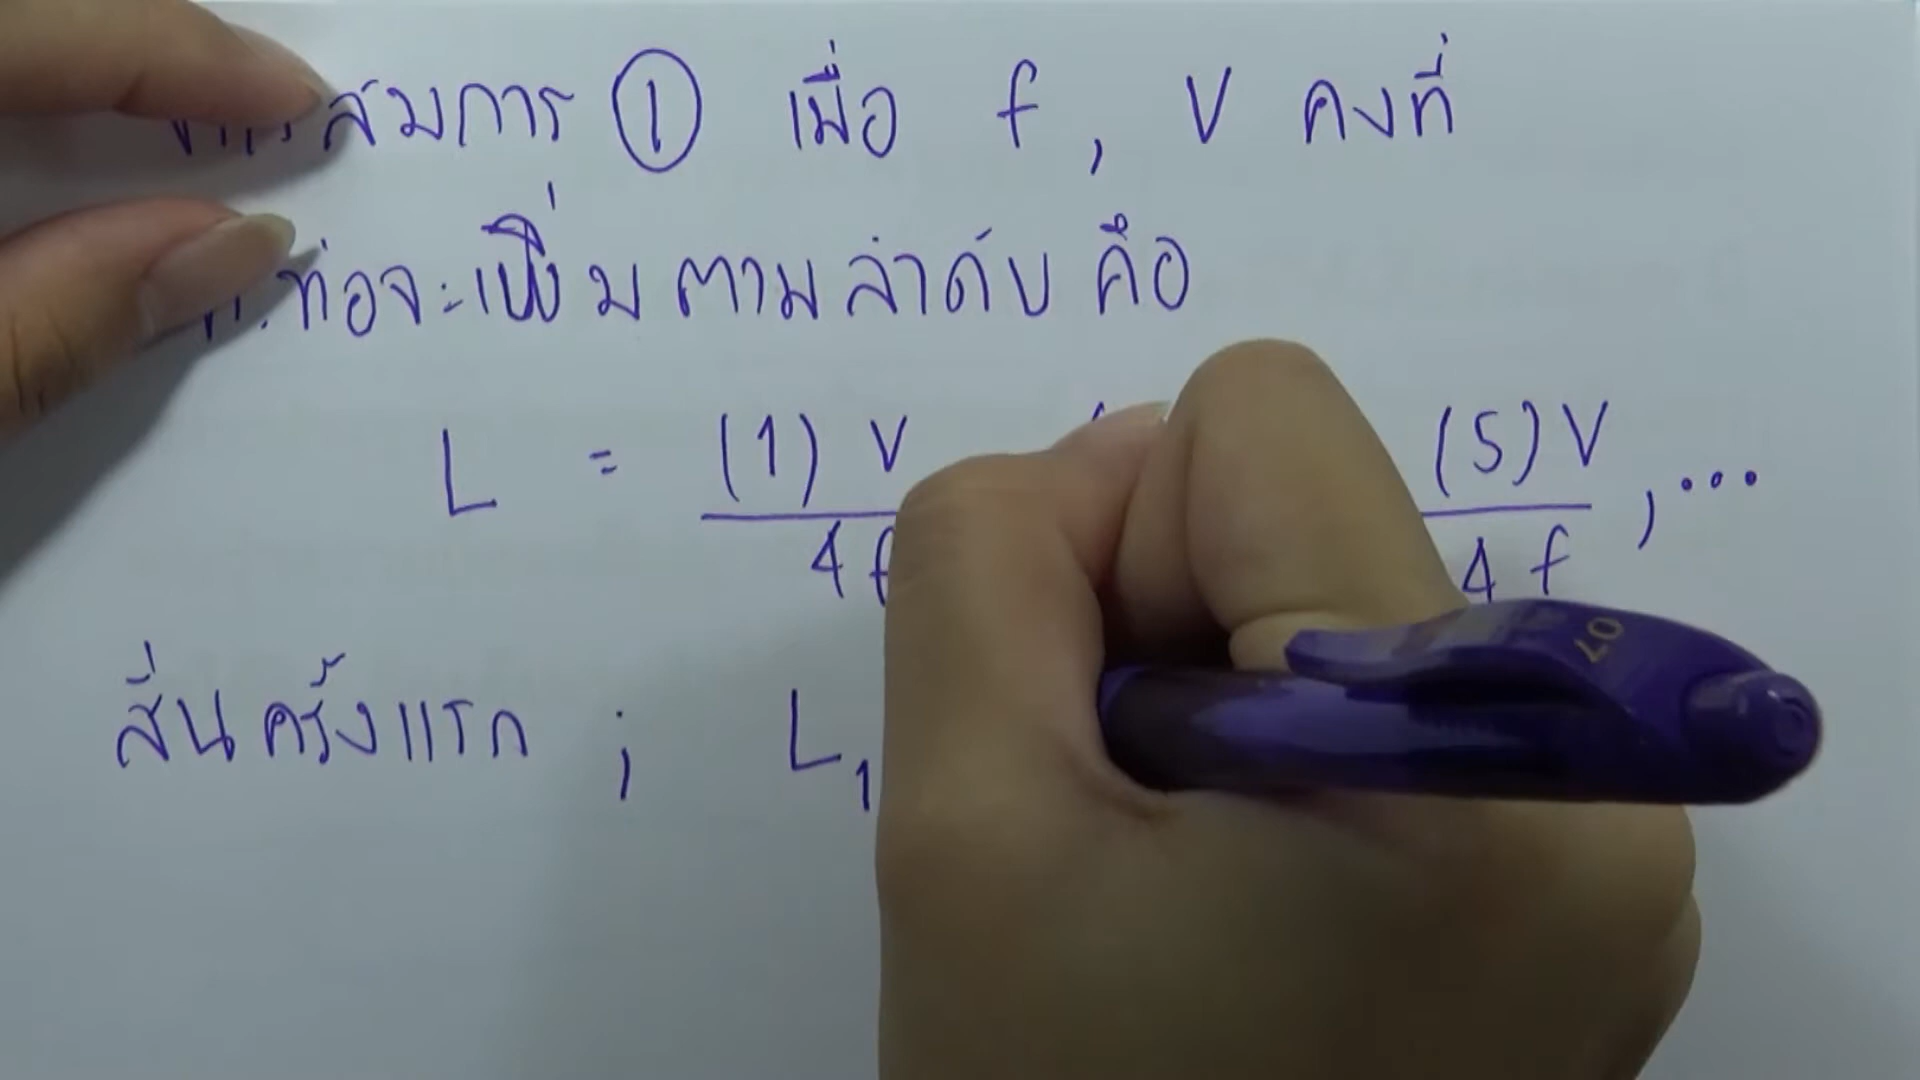 สมการ ① เมื่อ f , V คงที่
ท่อจะเพิ่มตามลำดับ คือ
L = (1) V / 4f (5) V / 4 f , ...
สั่นครั้งแรก ; L₁
07